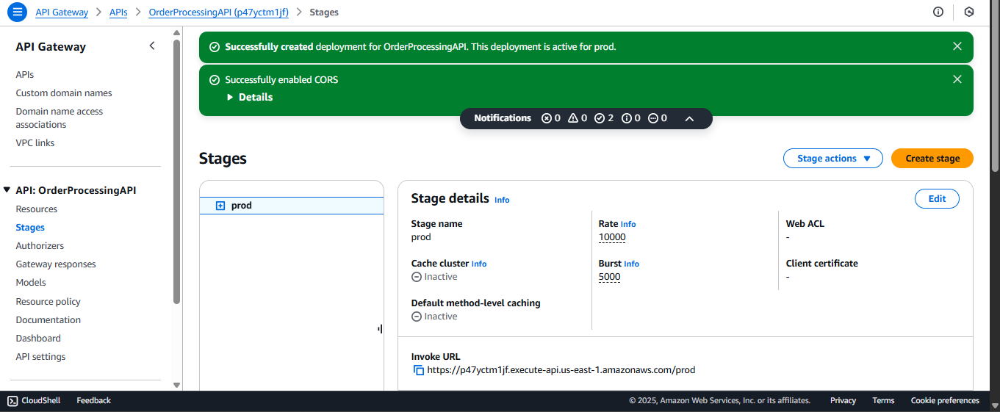 API Gateway > APIs > OrderProcessingAPI (p47yctm1jf) > Stages
API Gateway
APIs
Custom domain names
Domain name access
associations
VPC links
API: OrderProcessingAPI
Resources
Stages
Authorizers
Gateway responses
Models
Resource policy
Documentation
Dashboard
API settings
Successfully created deployment for OrderProcessingAPI. This deployment is active for prod.
Successfully enabled CORS
Details
Notifications 0 0 2 0 0
Stages
Stage actions
Create stage
prod
Stage details Info
Edit
Stage name
prod
Cache cluster Info
Inactive
Default method-level caching
Inactive
Rate Info
10000
Burst Info
5000
Web ACL
-
Client certificate
-
Invoke URL
https://p47yctm1jf.execute-api.us-east-1.amazonaws.com/prod
CloudShell Feedback © 2025, Amazon Web Services, Inc. or its affiliates. Privacy Terms Cookie preferences